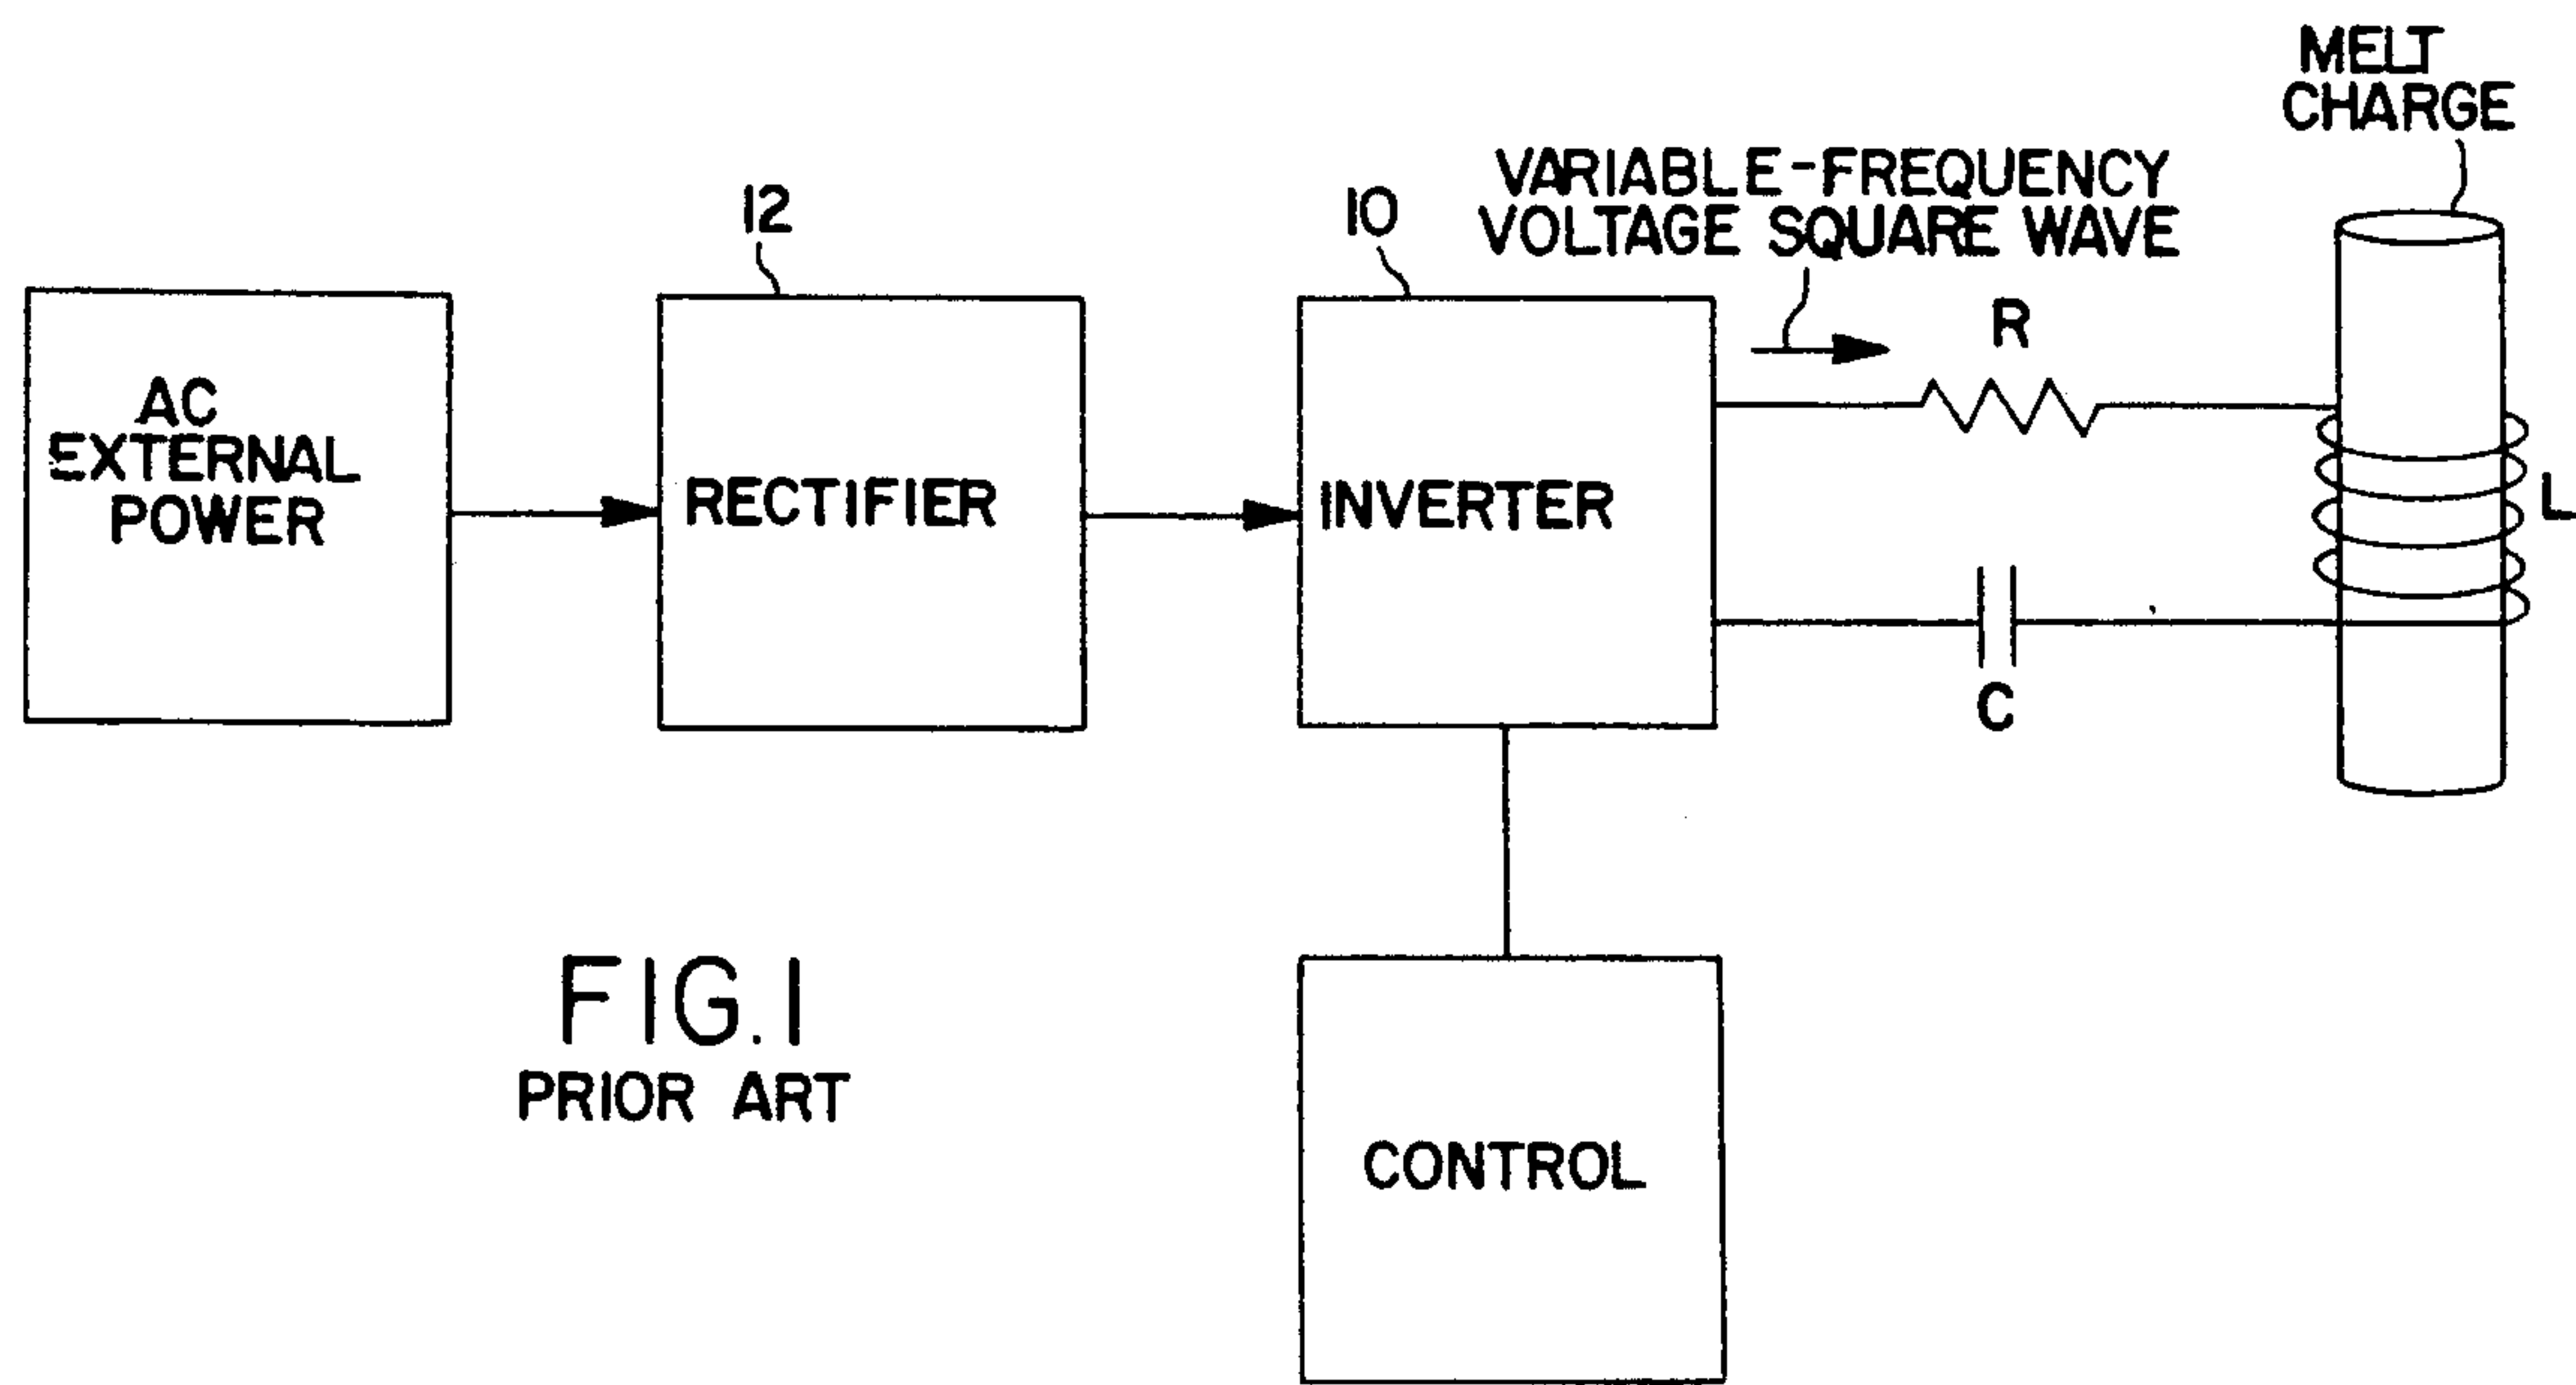 MELT
CHARGE
VARIABLE-FREQUENCY
VOLTAGE SQUARE WAVE
12
10
R
AC
EXTERNAL
POWER
RECTIFIER
INVERTER
L
C
FIG. 1
PRIOR ART
CONTROL